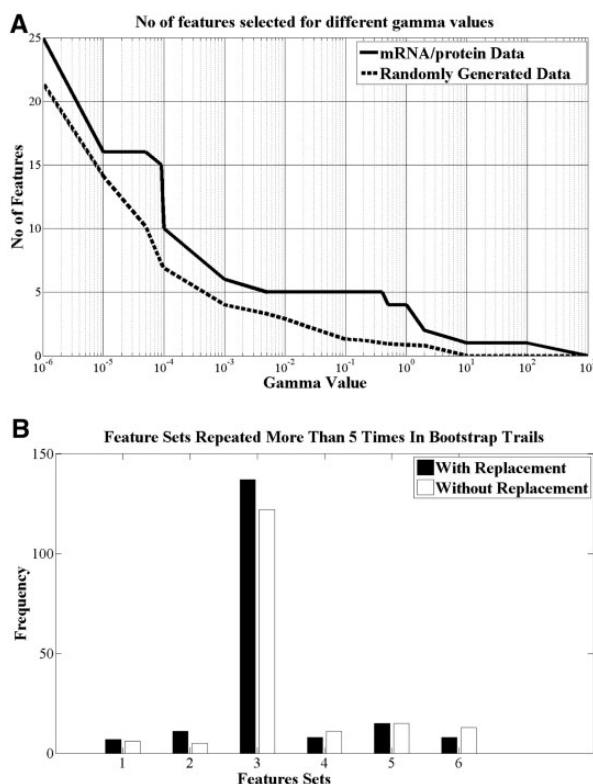 A
No of features selected for different gamma values
mRNA/protein Data
Randomly Generated Data
No of Features
25
20
15
10
5
0
10^-6
10^-5
10^-4
10^-3
10^-2
10^-1
10^0
10^1
10^2
10^3
Gamma Value
B
Feature Sets Repeated More Than 5 Times In Bootstrap Trails
With Replacement
Without Replacement
Frequency
150
100
50
0
1
2
3
4
5
6
Features Sets